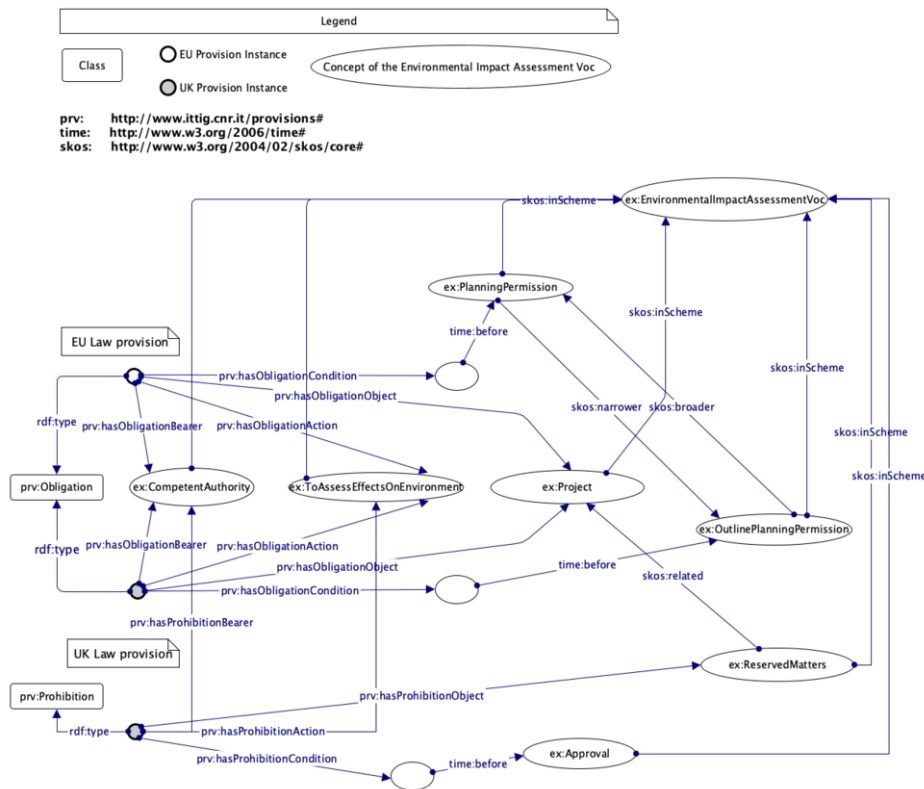 Legend
Class
EU Provision Instance
UK Provision Instance
Concept of the Environmental Impact Assessment Voc
prv: http://www.ittig.cnr.it/provisions#
time: http://www.w3.org/2006/time#
skos: http://www.w3.org/2004/02/skos/core#
skos:inScheme
ex:EnvironmentalImpactAssessmentVoc
ex:PlanningPermission
skos:inScheme
time:before
EU Law provision
prv:hasObligationCondition
prv:hasObligationObject
skos:inScheme
skos:narrower
skos:broader
rdf:type
prv:hasObligationBearer
prv:hasObligationAction
skos:inScheme
skos:inScheme
prv:Obligation
ex:CompetentAuthority
ex:ToAssessEffectsOnEnvironment
ex:Project
ex:OutlinePlanningPermission
rdf:type
prv:hasObligationBearer
prv:hasObligationAction
prv:hasObligationObject
time:before
skos:related
prv:hasObligationCondition
prv:hasProhibitionBearer
UK Law provision
ex:ReservedMatters
prv:Prohibition
prv:hasProhibitionObject
rdf:type
prv:hasProhibitionAction
prv:hasProhibitionCondition
time:before
ex:Approval